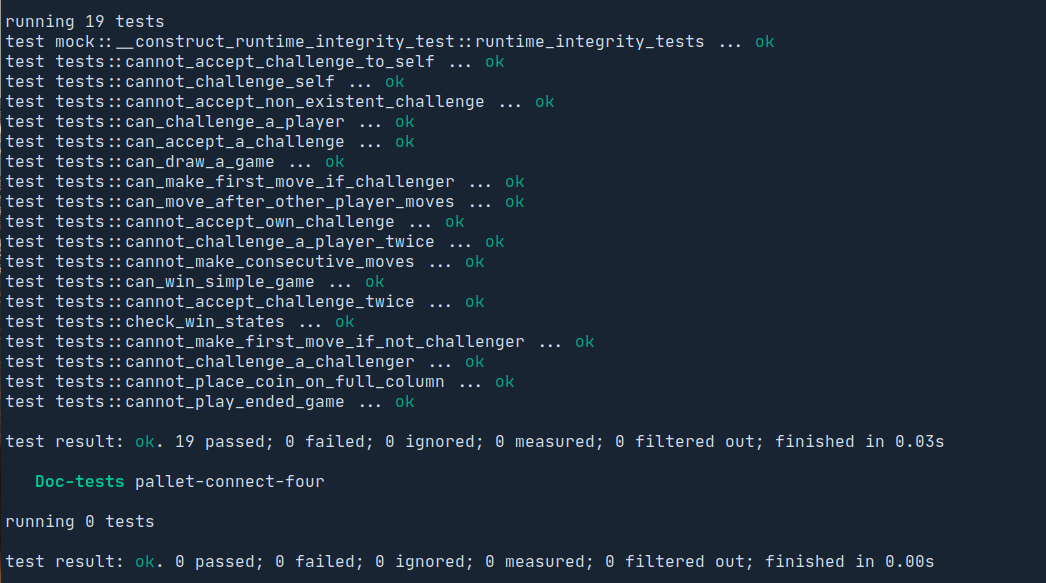 running 19 tests
test mock::__construct_runtime_integrity_test::runtime_integrity_tests ... ok
test tests::cannot_accept_challenge_to_self ... ok
test tests::cannot_challenge_self ... ok
test tests::cannot_accept_non_existent_challenge ... ok
test tests::can_challenge_a_player ... ok
test tests::can_accept_a_challenge ... ok
test tests::can_draw_a_game ... ok
test tests::can_make_first_move_if_challenger ... ok
test tests::can_move_after_other_player_moves ... ok
test tests::cannot_accept_own_challenge ... ok
test tests::cannot_challenge_a_player_twice ... ok
test tests::cannot_make_consecutive_moves ... ok
test tests::can_win_simple_game ... ok
test tests::cannot_accept_challenge_twice ... ok
test tests::check_win_states ... ok
test tests::cannot_make_first_move_if_not_challenger ... ok
test tests::cannot_challenge_a_challenger ... ok
test tests::cannot_place_coin_on_full_column ... ok
test tests::cannot_play_ended_game ... ok
test result: ok. 19 passed; 0 failed; 0 ignored; 0 measured; 0 filtered out; finished in 0.03s
Doc-tests pallet-connect-four
running 0 tests
test result: ok. 0 passed; 0 failed; 0 ignored; 0 measured; 0 filtered out; finished in 0.00s